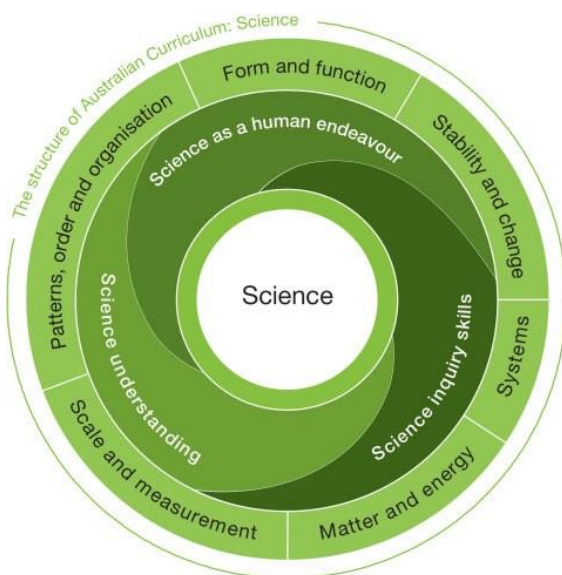 The structure of Australian Curriculum: Science
Patterns, order and organisation
Form and function
Stability and change
Systems
Matter and energy
Scale and measurement
Science as a human endeavour
Science inquiry skills
Science understanding
Science